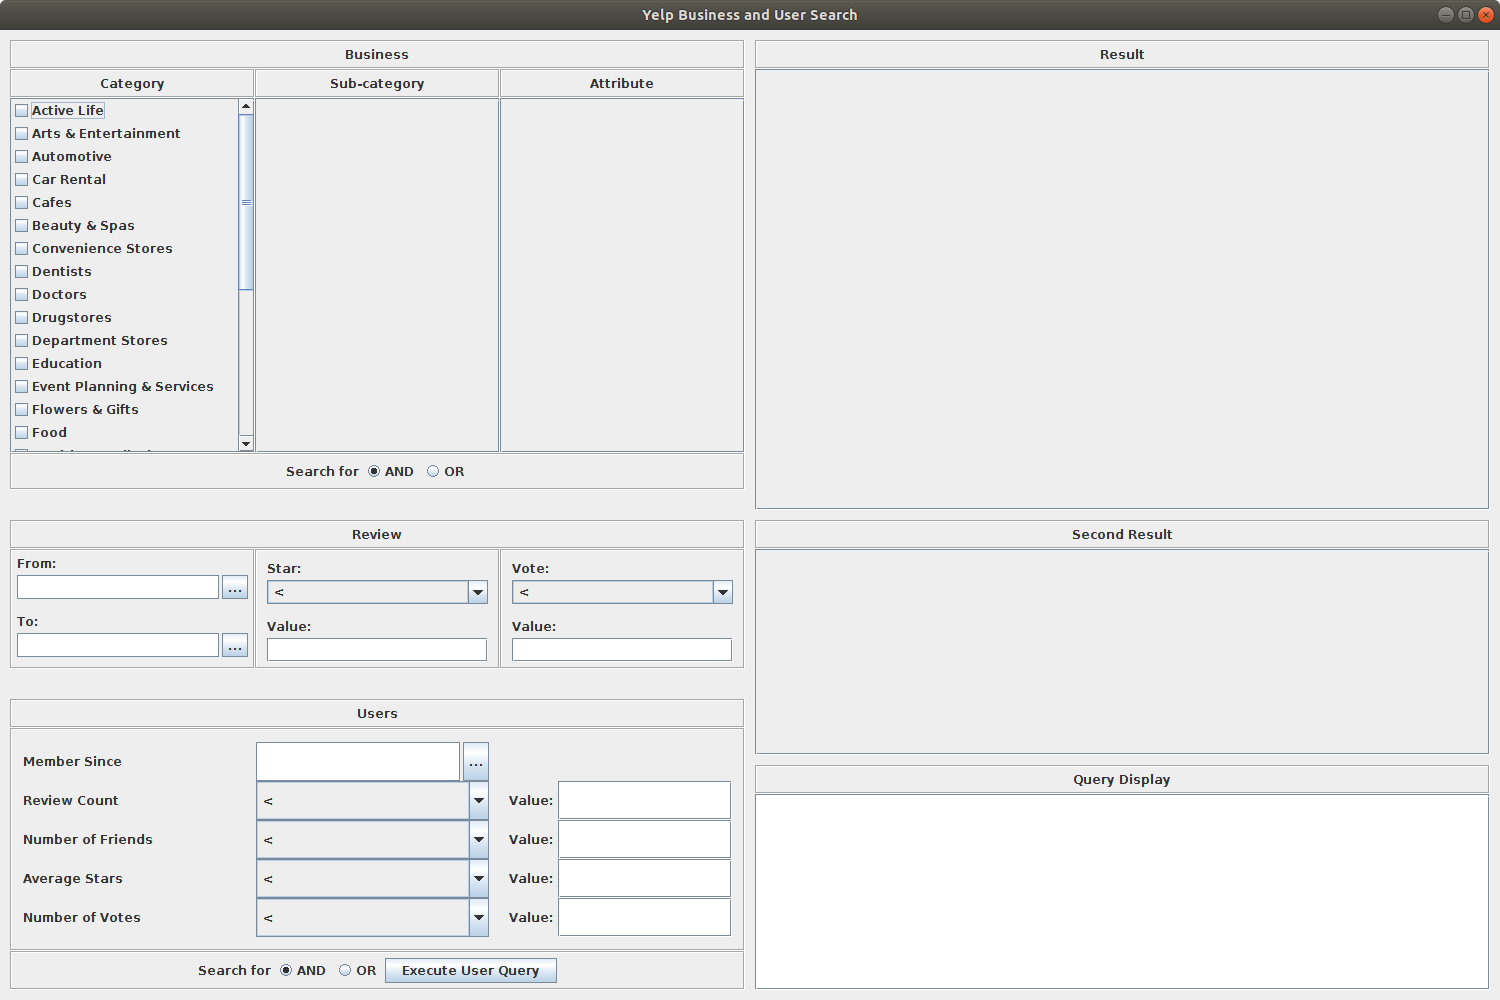 Yelp Business and User Search
Business
Category
Sub-category
Attribute
Active Life
Arts & Entertainment
Automotive
Car Rental
Cafes
Beauty & Spas
Convenience Stores
Dentists
Doctors
Drugstores
Department Stores
Education
Event Planning & Services
Flowers & Gifts
Food
Search for AND OR
Review
From:
...
To:
...
Star:
<
Value:
Vote:
<
Value:
Users
Member Since ...
Review Count < Value:
Number of Friends < Value:
Average Stars < Value:
Number of Votes < Value:
Search for AND OR Execute User Query
Result
Second Result
Query Display